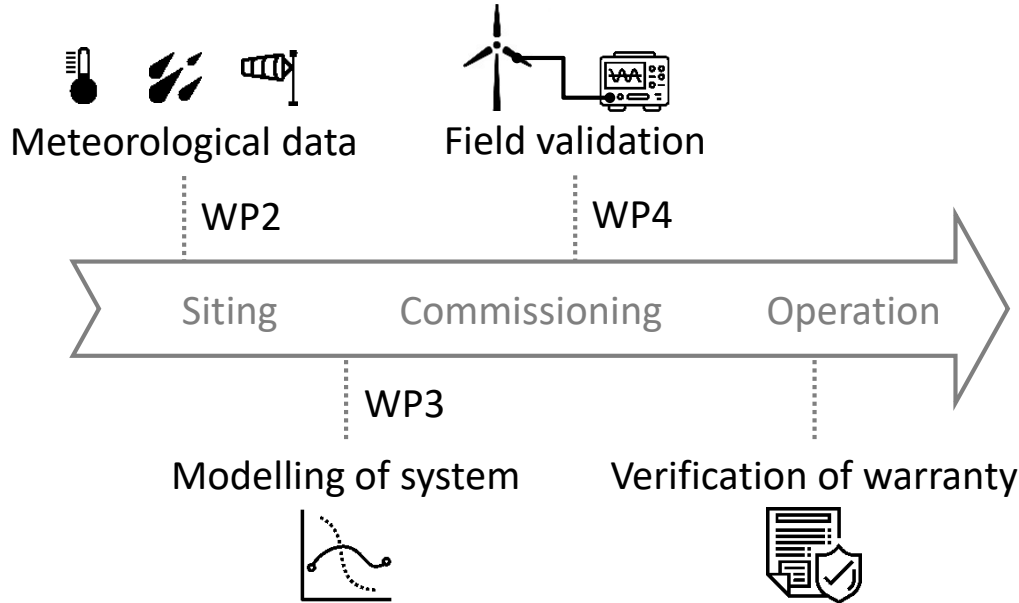 Meteorological data
Field validation
WP2
WP4
Siting
Commissioning
Operation
WP3
Modelling of system
Verification of warranty